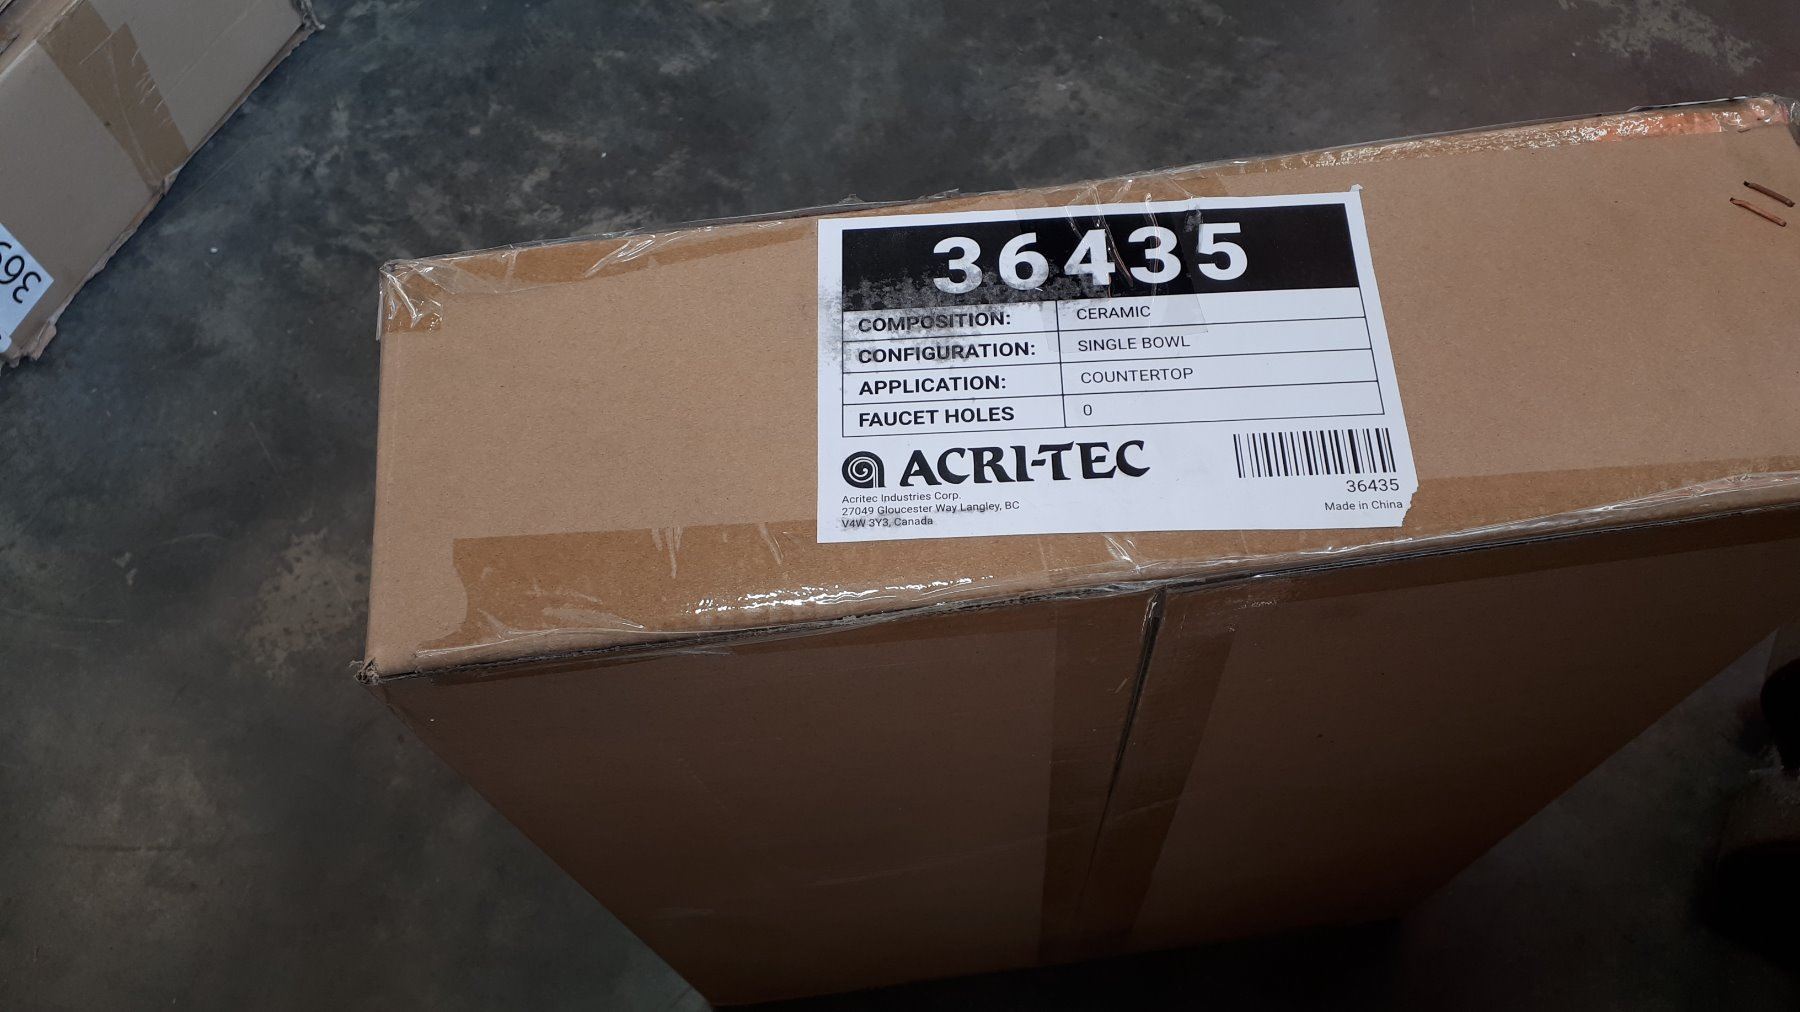 36435
COMPOSITION: CERAMIC
CONFIGURATION: SINGLE BOWL
APPLICATION: COUNTERTOP
FAUCET HOLES 0
ACRI-TEC
Acritec Industries Corp.
27049 Gloucester Way Langley, BC
V4W 3Y3, Canada
36435
Made in China